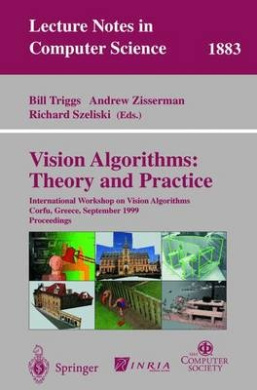 Lecture Notes in
Computer Science 1883
Bill Triggs Andrew Zisserman
Richard Szeliski (Eds.)
Vision Algorithms:
Theory and Practice
International Workshop on Vision Algorithms
Corfu, Greece, September 1999
Proceedings
Springer
INRIA
COMPUTER
SOCIETY